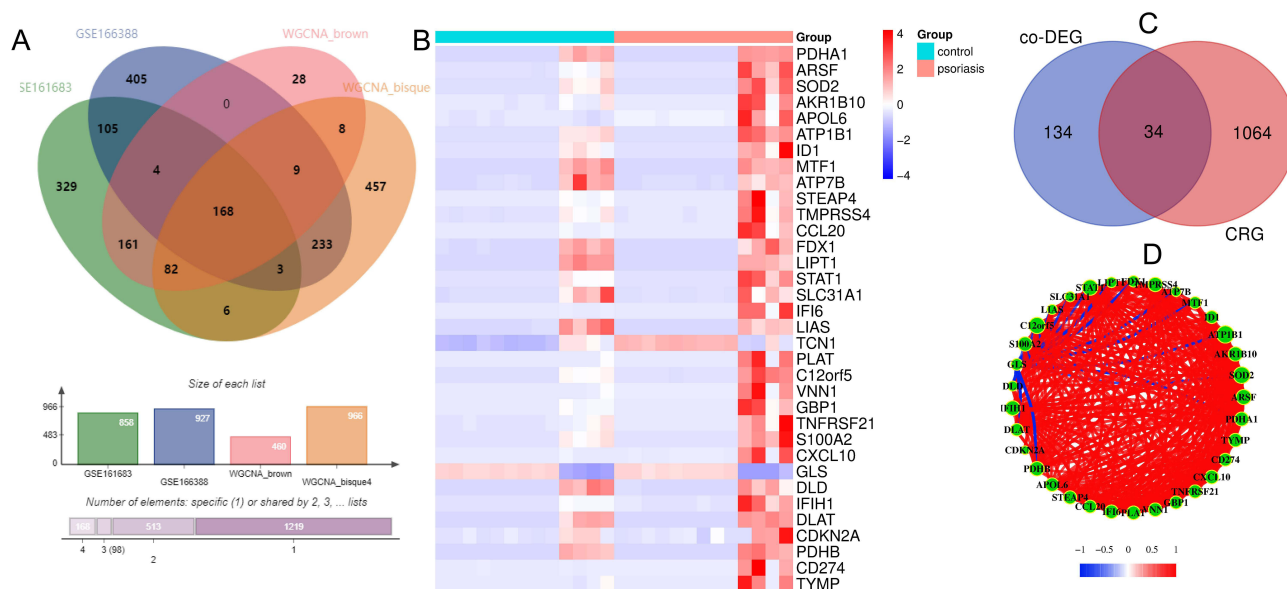 A
GSE166388
WGCNA_brown
SE161683
WGCNA_bisque
405
28
105
0
8
329
4
9
457
168
161
233
82
3
6
Size of each list
966
483
0
858
927
460
966
GSE161683
GSE166388
WGCNA_brown
WGCNA_bisque4
Number of elements: specific (1) or shared by 2, 3, ... lists
168
513
1219
4
3 (98)
2
1
B
Group
PDHA1
ARSF
SOD2
AKR1B10
APOL6
ATP1B1
ID1
MTF1
ATP7B
STEAP4
TMPRSS4
CCL20
FDX1
LIPT1
STAT1
SLC31A1
IFI6
LIAS
TCN1
PLAT
C12orf5
VNN1
GBP1
TNFRSF21
S100A2
CXCL10
GLS
DLD
IFIH1
DLAT
CDKN2A
PDHB
CD274
TYMP
4
2
0
−2
−4
Group
control
psoriasis
C
co-DEG
134
34
1064
CRG
D
FDX1
ATP7B
MTF1
ID1
ATP1B1
AKR1B10
SOD2
ARSF
PDHA1
TYMP
CD274
CXCL10
TNFRSF21
GBP1
CCL20
STEAP4
APOL6
PDHB
CDKN2A
DLAT
DLD
GLS
S100A2
C12orf5
LIAS
SLC31A1
−1
−0.5
0
0.5
1